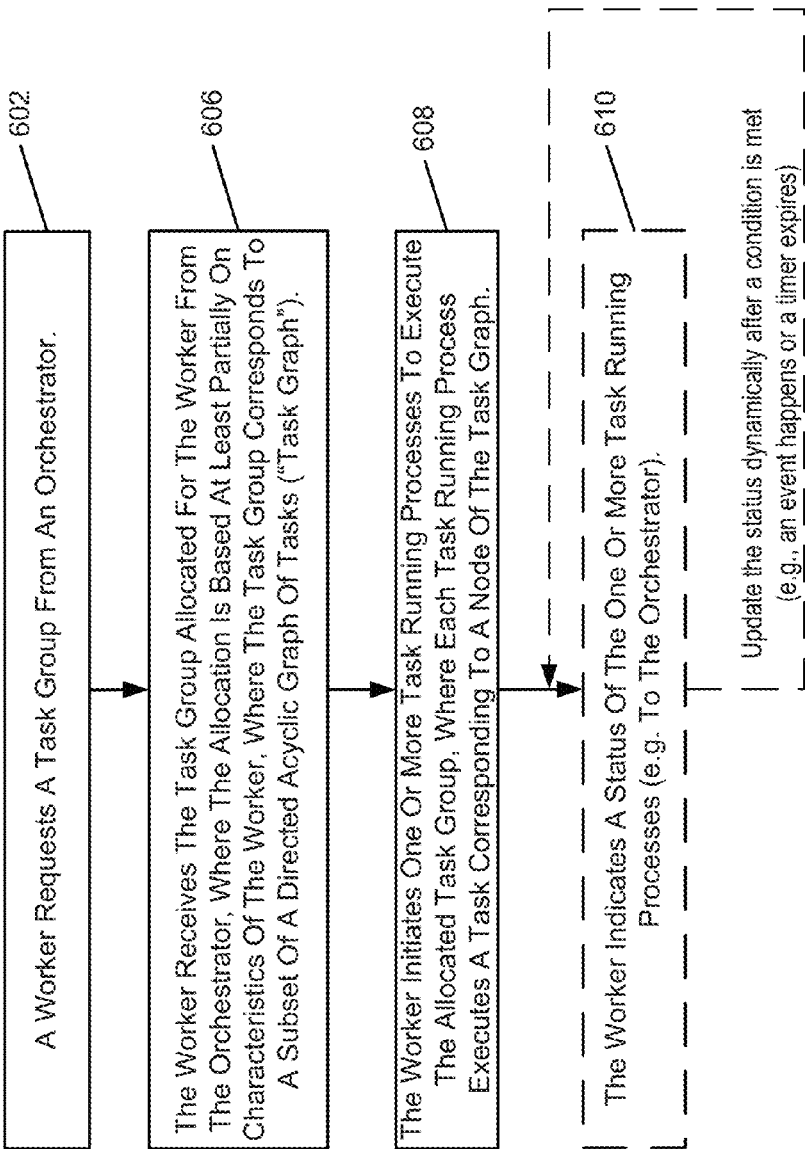 A Worker Requests A Task Group From An Orchestrator.
602
The Worker Receives The Task Group Allocated For The Worker From
The Orchestrator, Where The Allocation Is Based At Least Partially On
Characteristics Of The Worker, Where The Task Group Corresponds To
A Subset Of A Directed Acyclic Graph Of Tasks (“Task Graph”).
606
The Worker Initiates One Or More Task Running Processes To Execute
The Allocated Task Group, Where Each Task Running Process
Executes A Task Corresponding To A Node Of The Task Graph.
608
The Worker Indicates A Status Of The One Or More Task Running
Processes (e.g. To The Orchestrator).
610
Update the status dynamically after a condition is met
(e.g., an event happens or a timer expires)